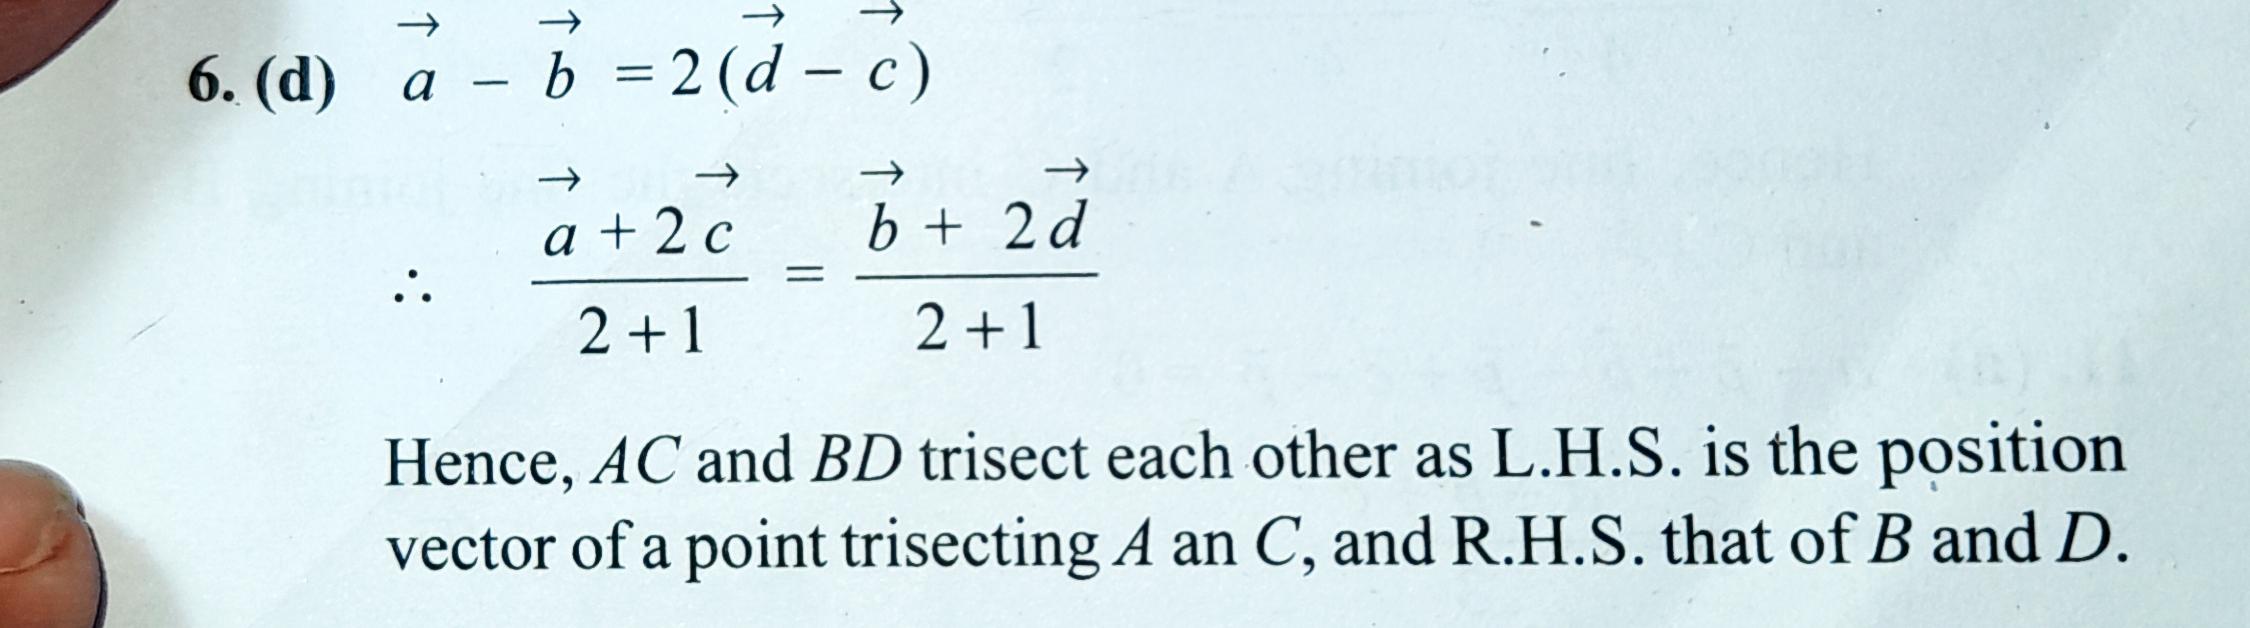 6. (d) $\vec{a} - \vec{b} = 2(\vec{d} - \vec{c})$
∴ $\frac{\vec{a} + 2\vec{c}}{2+1} = \frac{\vec{b} + 2\vec{d}}{2+1}$
Hence, AC and BD trisect each other as L.H.S. is the position
vector of a point trisecting A an C, and R.H.S. that of B and D.